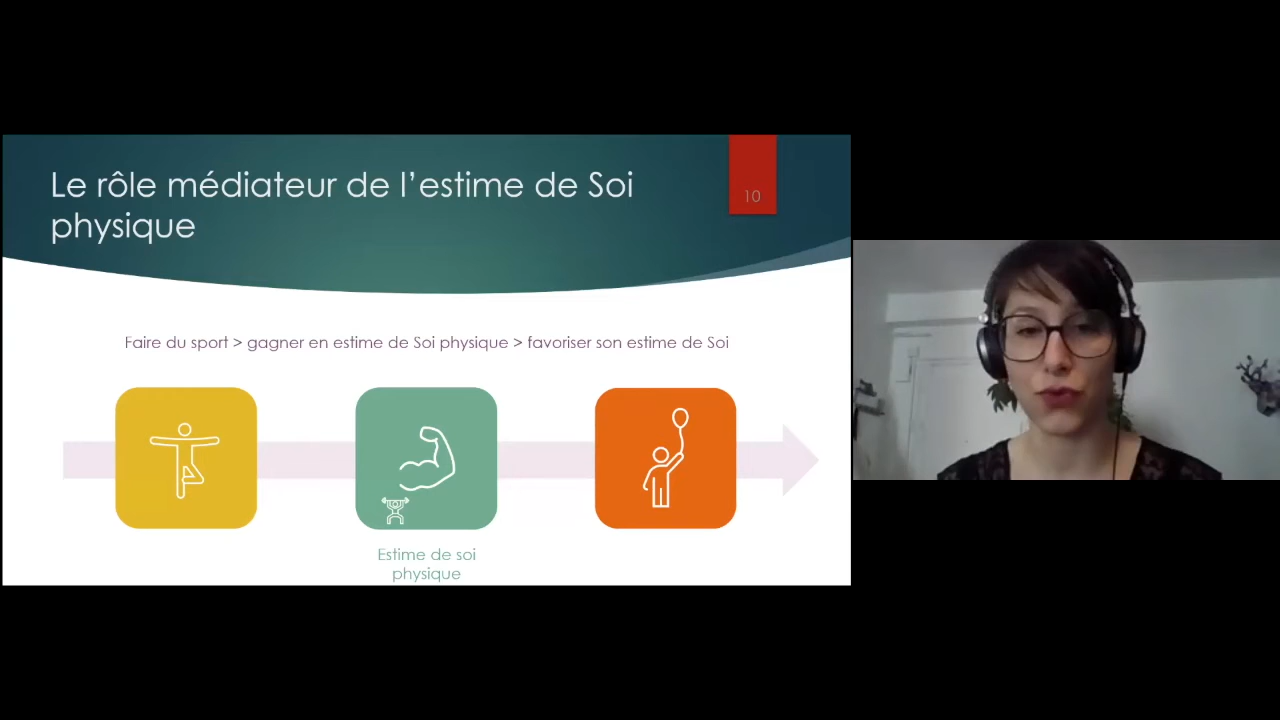 Le rôle médiateur de l'estime de Soi
physique
10
Faire du sport > gagner en estime de Soi physique > favoriser son estime de Soi
Estime de soi
physique